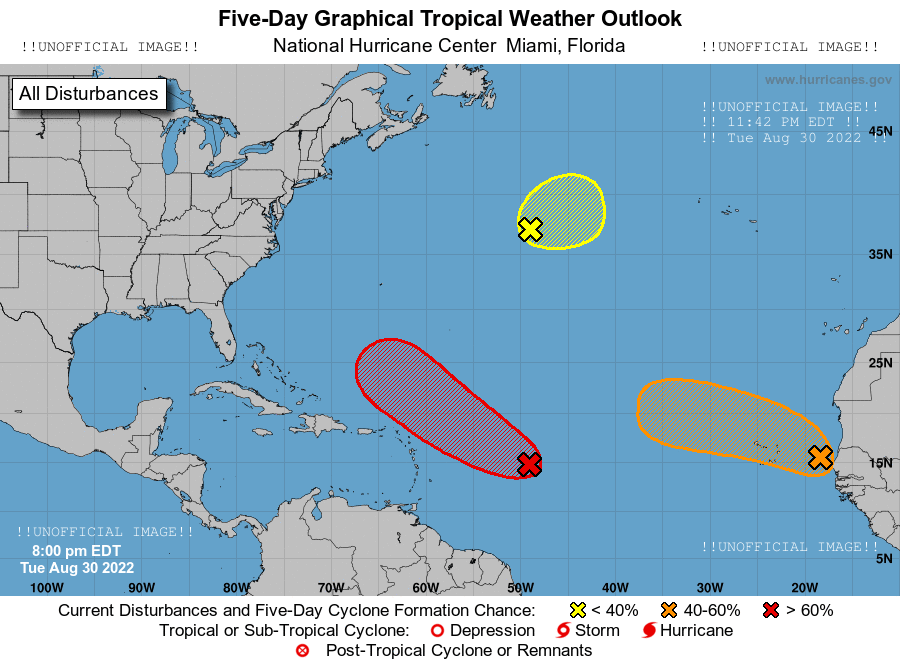 Five-Day Graphical Tropical Weather Outlook
!!UNOFFICIAL IMAGE!!
National Hurricane Center Miami, Florida
!!UNOFFICIAL IMAGE!!
www.hurricanes.gov
All Disturbances
!!UNOFFICIAL IMAGE!!
!! 11:42 PM EDT !!
!! Tue Aug 30 2022 !!
45N
35N
25N
15N
!!UNOFFICIAL IMAGE!!
8:00 pm EDT
Tue Aug 30 2022
!!UNOFFICIAL IMAGE!!
5N
100W 90W 80W 70W 60W 50W 40W 30W 20W
Current Disturbances and Five-Day Cyclone Formation Chance: < 40% 40-60% > 60%
Tropical or Sub-Tropical Cyclone: Depression Storm Hurricane
Post-Tropical Cyclone or Remnants